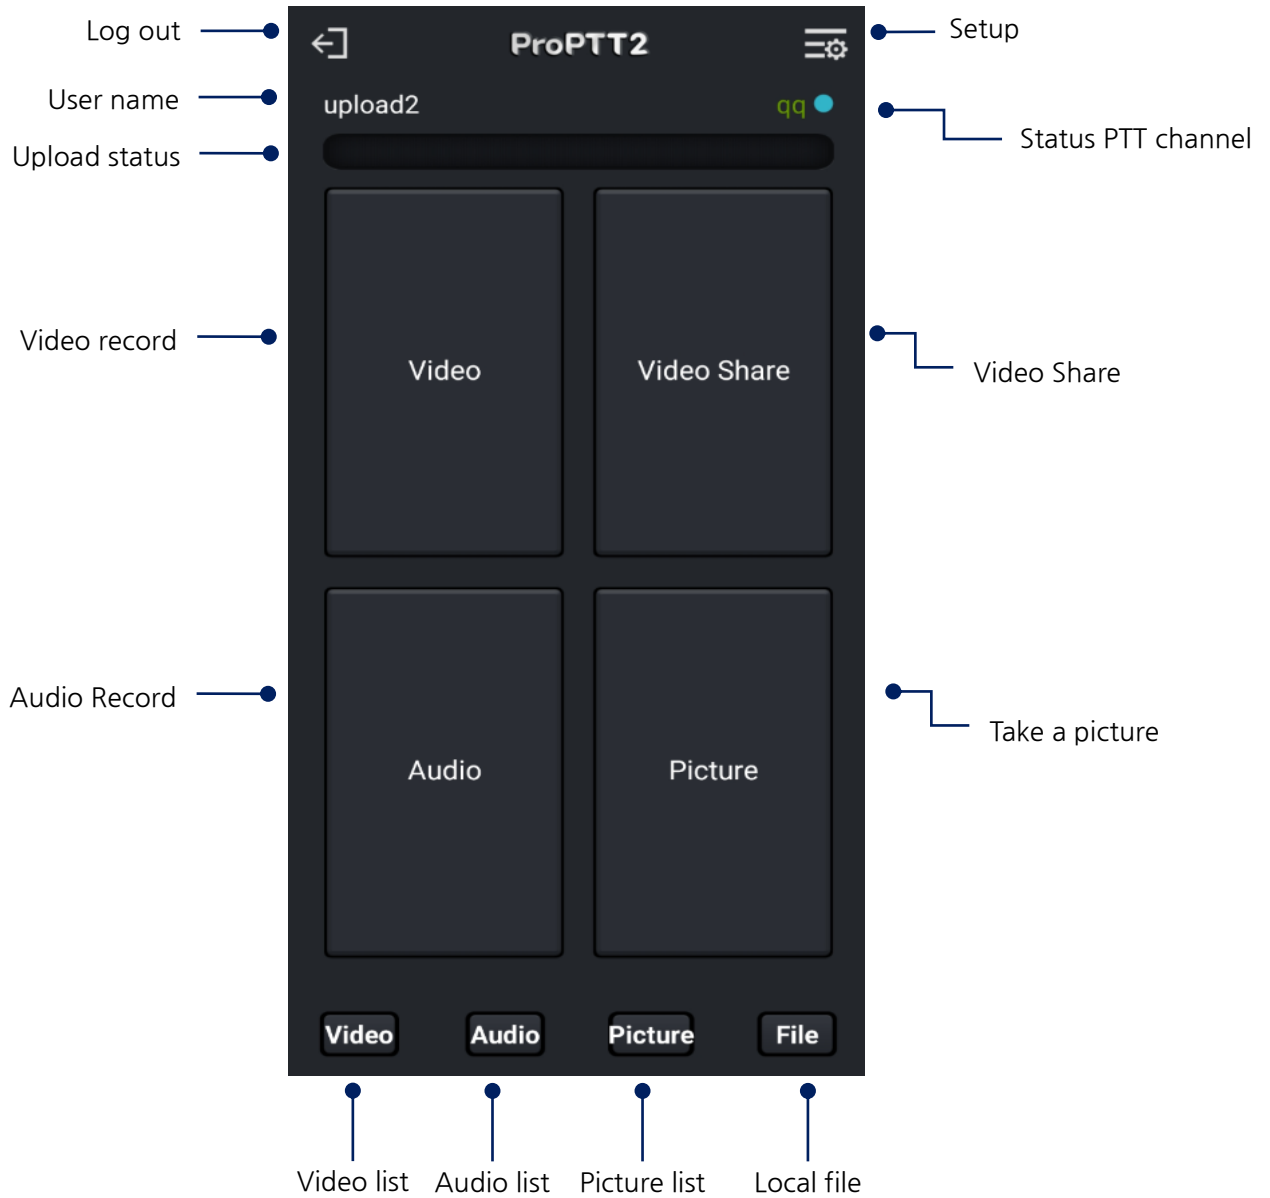 Log out
ProPTT2
Setup
User name
upload2
qq
Status PTT channel
Upload status
Video record
Video
Video Share
Video Share
Audio Record
Audio
Picture
Take a picture
Video
Audio
Picture
File
Video list
Audio list
Picture list
Local file